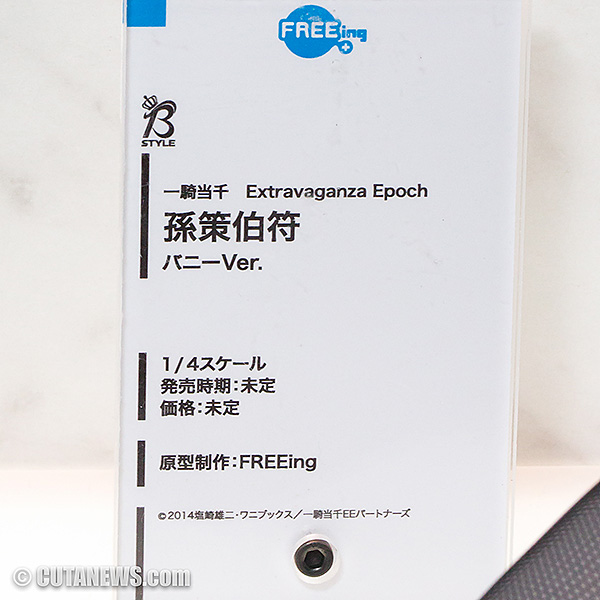 FREEing
B
STYLE
一騎当千 Extravaganza Epoch
孫策伯符
バニーVer.
1/4スケール
発売時期：未定
価格：未定
原型制作：FREEing
©2014塩崎雄二・ワニブックス／一騎当千EEパートナーズ
© CUTANEWS.com